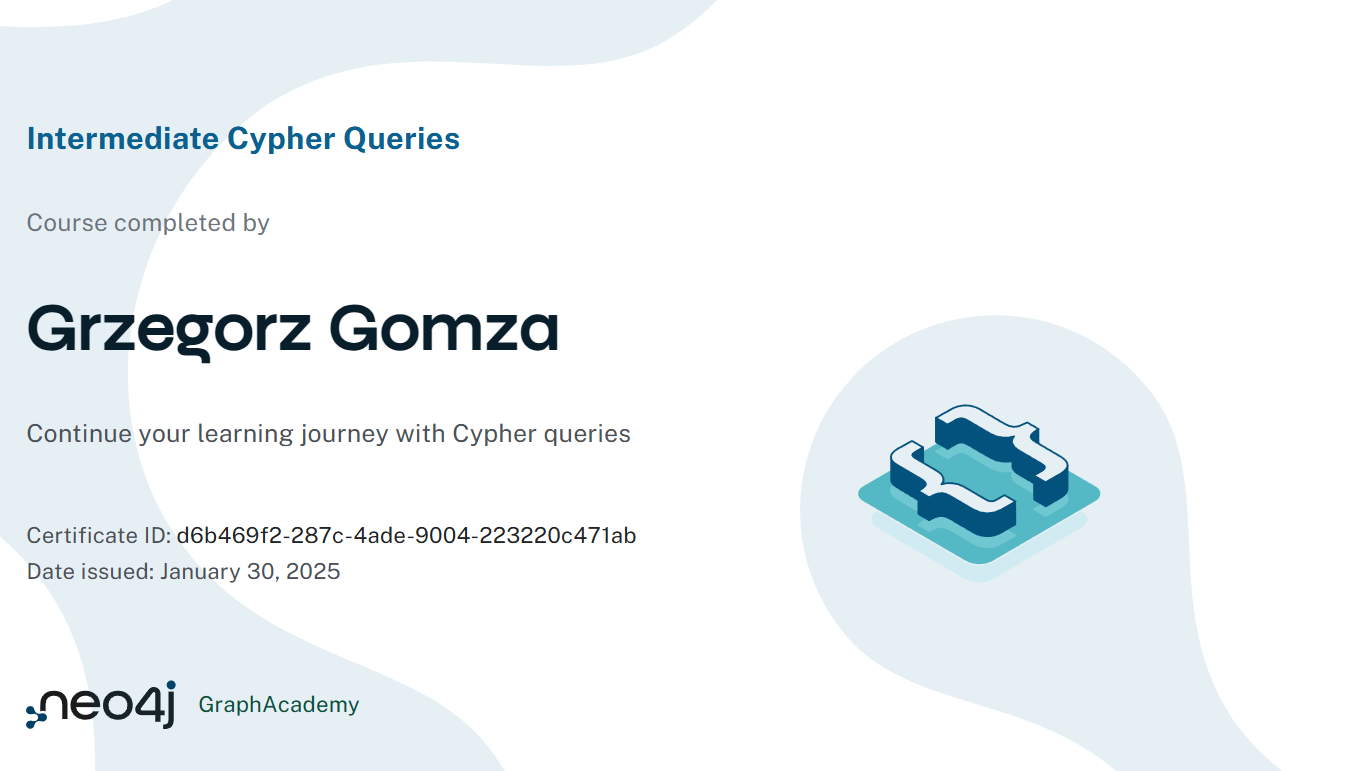 Intermediate Cypher Queries
Course completed by
Grzegorz Gomza
Continue your learning journey with Cypher queries
Certificate ID: d6b469f2-287c-4ade-9004-223220c471ab
Date issued: January 30, 2025
neo4j GraphAcademy